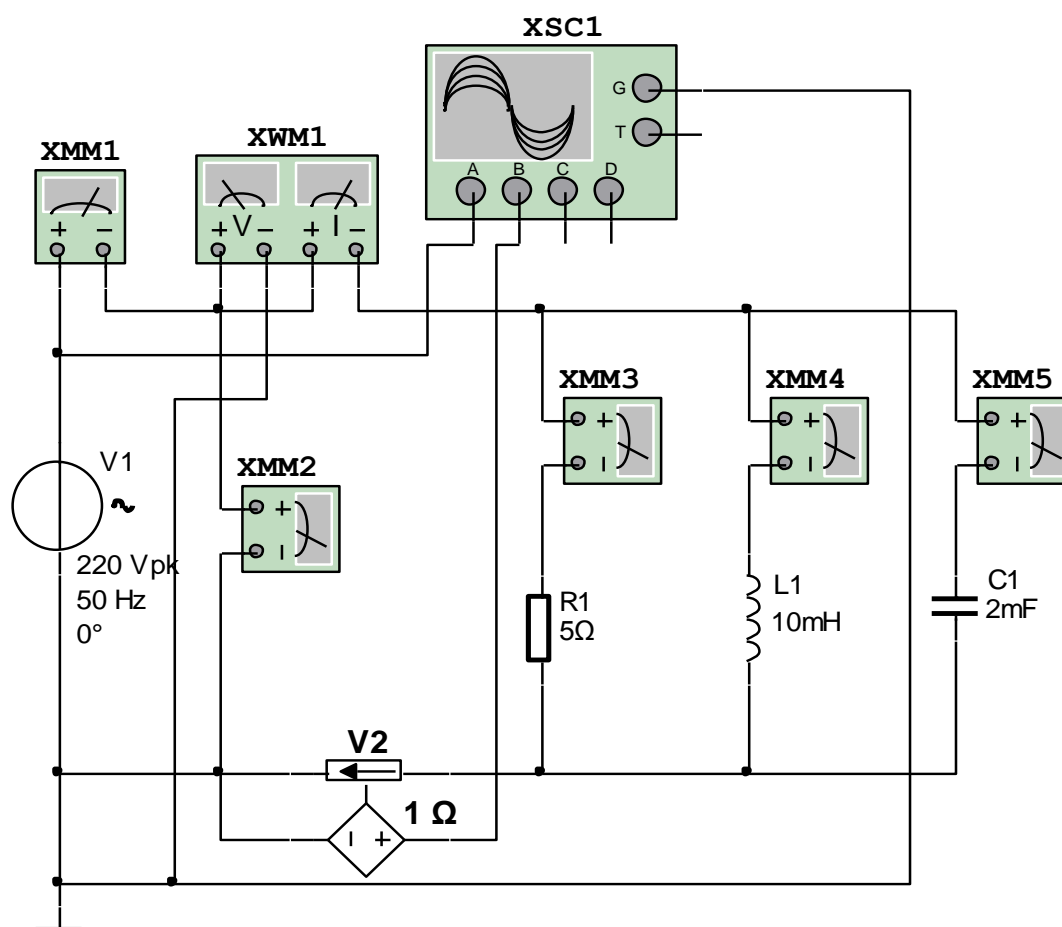 XSC1
G
T
A B C D
XMM1
XWM1
+ −
+ V − + I −
XMM3
+
I
XMM4
+
I
XMM5
+
I
V1
220 Vpk
50 Hz
0°
XMM2
+
I
R1
5Ω
L1
10mH
C1
2mF
V2
1 Ω
I +